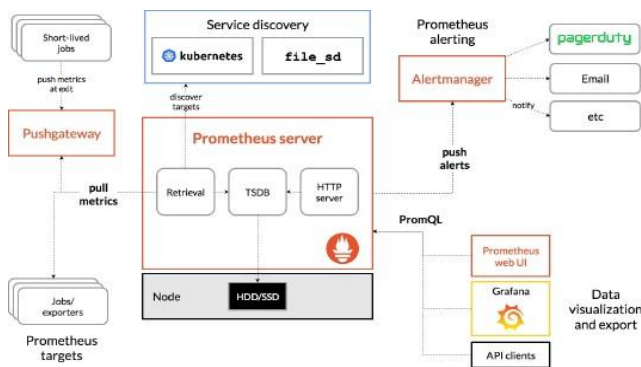 Short-lived
jobs
push metrics
at exit
Pushgateway
Service discovery
kubernetes
file_sd
discover
targets
Prometheus
alerting
Alertmanager
pagerduty
Email
etc
notify
Prometheus server
push
alerts
pull
metrics
Retrieval
TSDB
HTTP
server
PromQL
Node
HDD/SSD
Jobs/
exporters
Prometheus
targets
Prometheus
web UI
Grafana
API clients
Data
visualization
and export